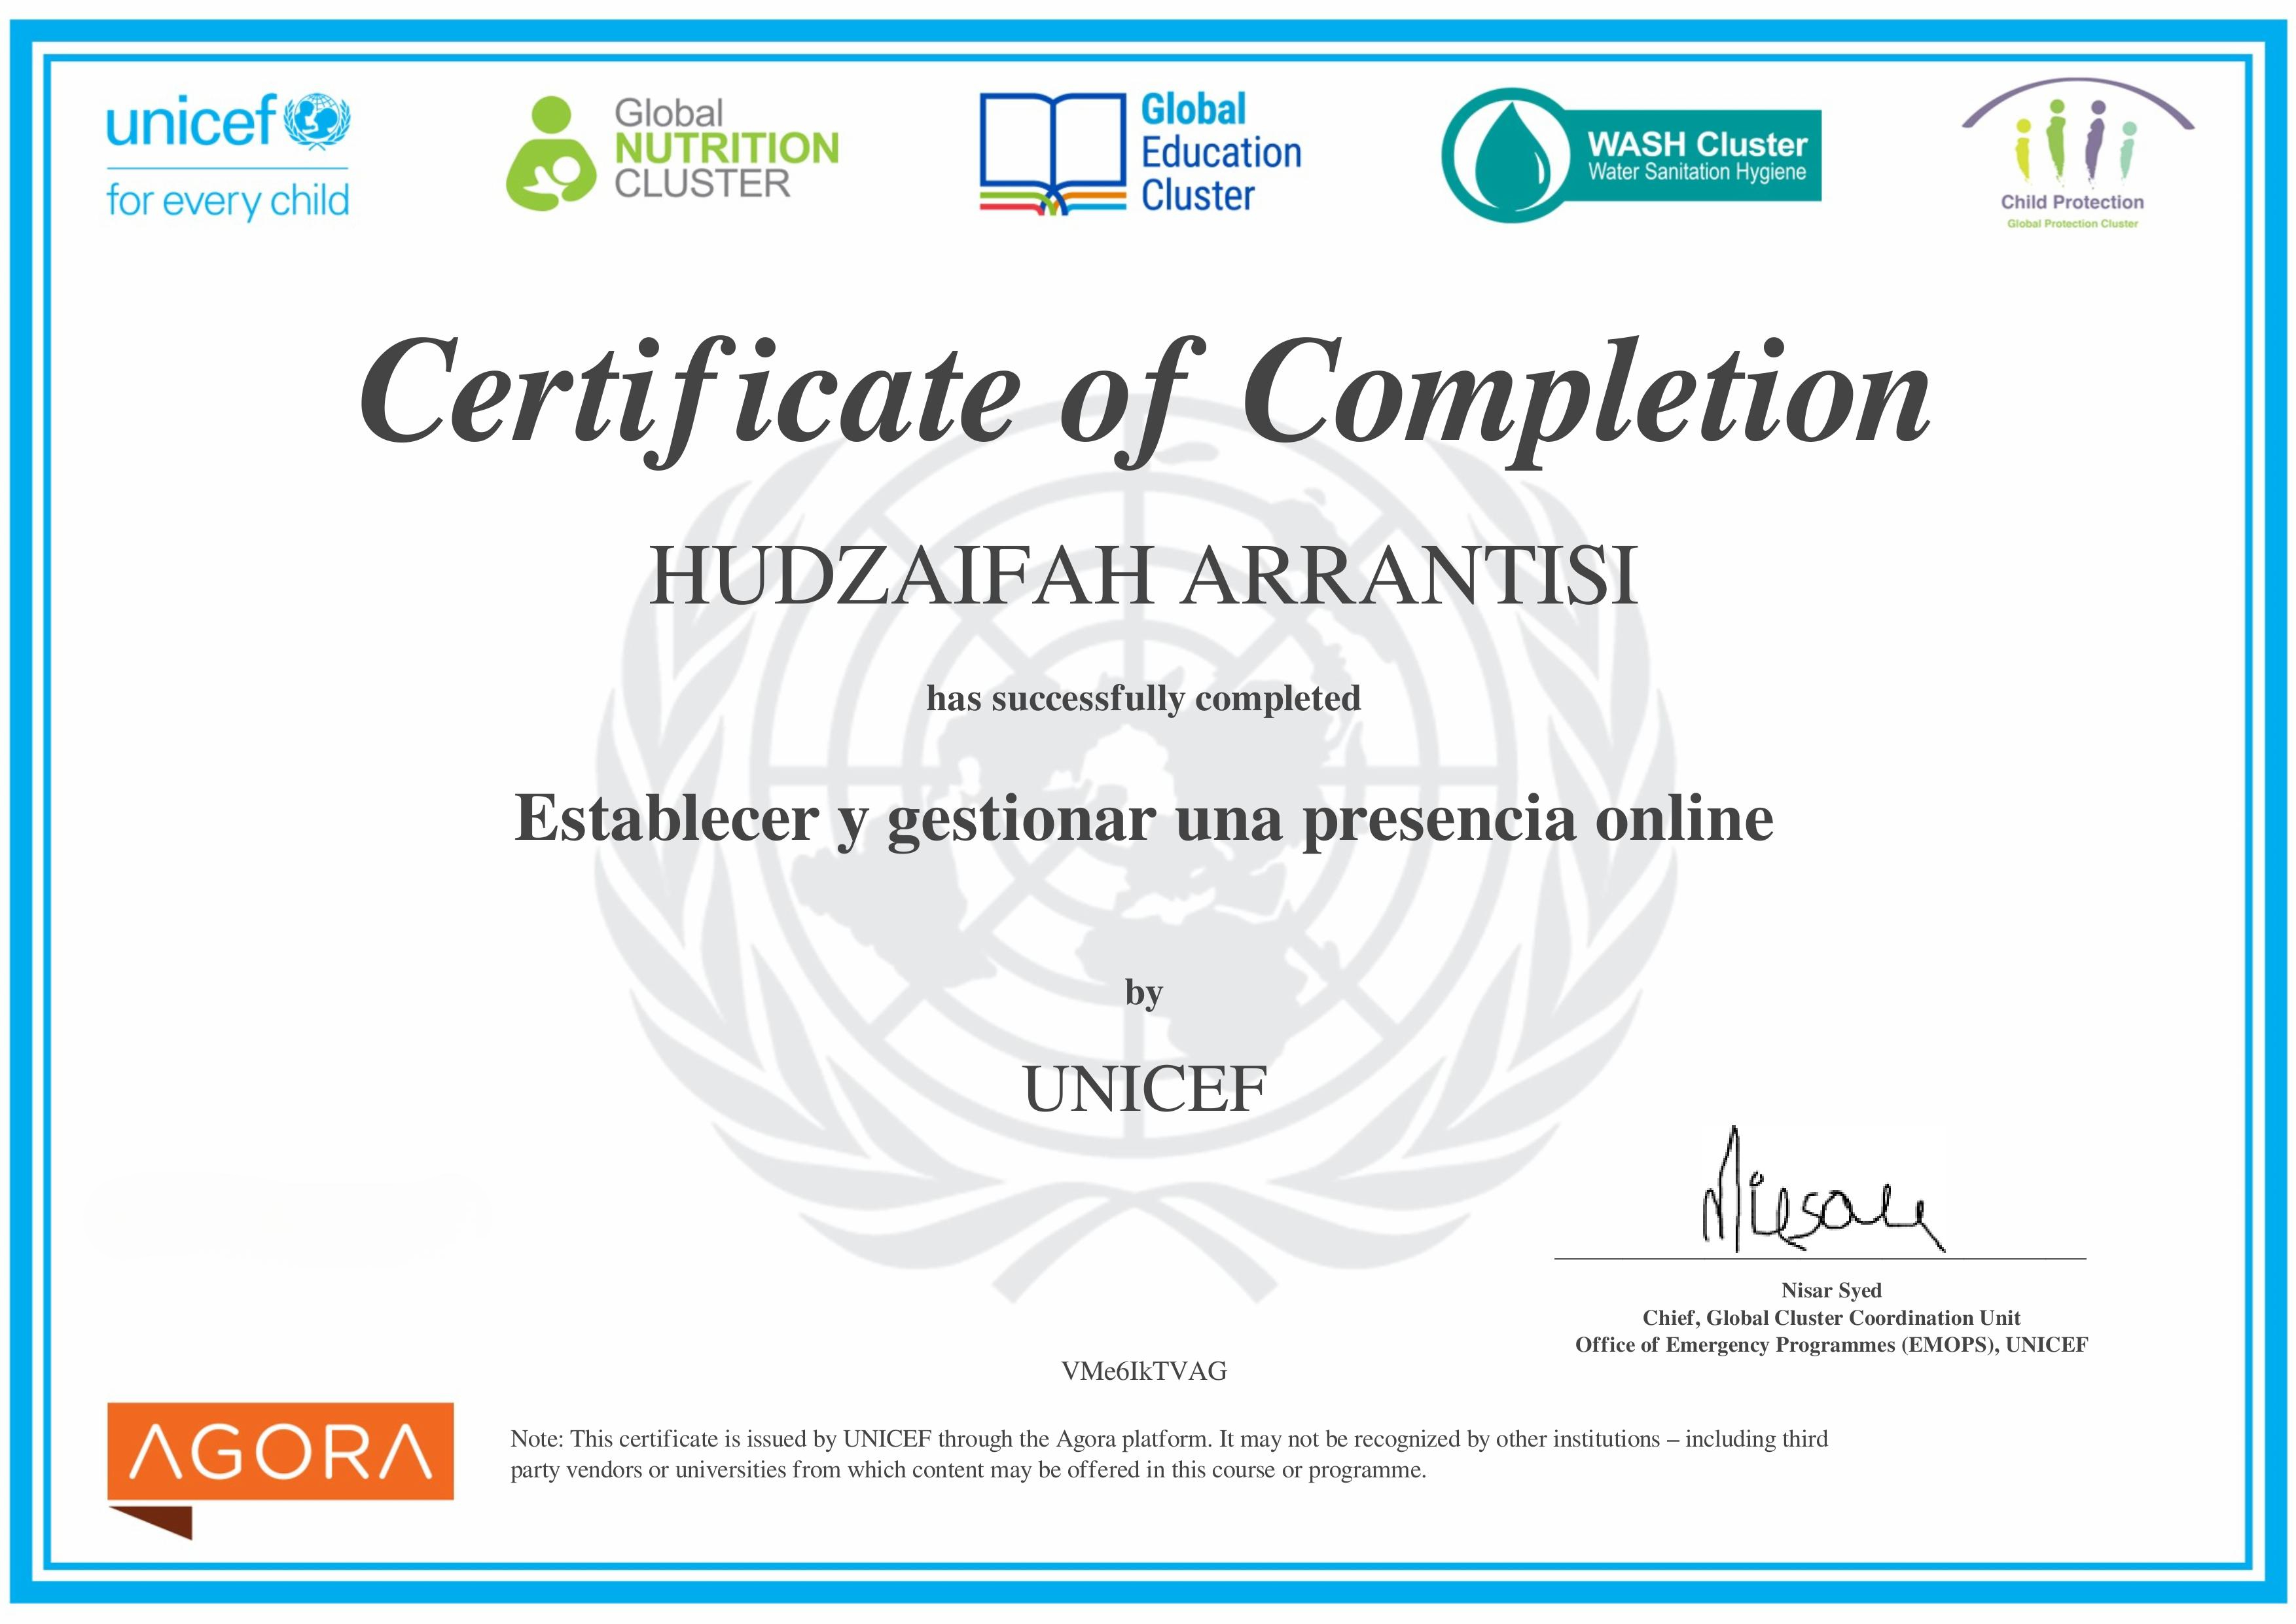 unicef
for every child
Global
NUTRITION
CLUSTER
Global
Education
Cluster
WASH Cluster
Water Sanitation Hygiene
Child Protection
Global Protection Cluster
Certificate of Completion
HUDZAIFAH ARRANTISI
has successfully completed
Establecer y gestionar una presencia online
by
UNICEF
Nisar Syed
Chief, Global Cluster Coordination Unit
Office of Emergency Programmes (EMOPS), UNICEF
VMe6IkTVAG
AGORA
Note: This certificate is issued by UNICEF through the Agora platform. It may not be recognized by other institutions – including third
party vendors or universities from which content may be offered in this course or programme.